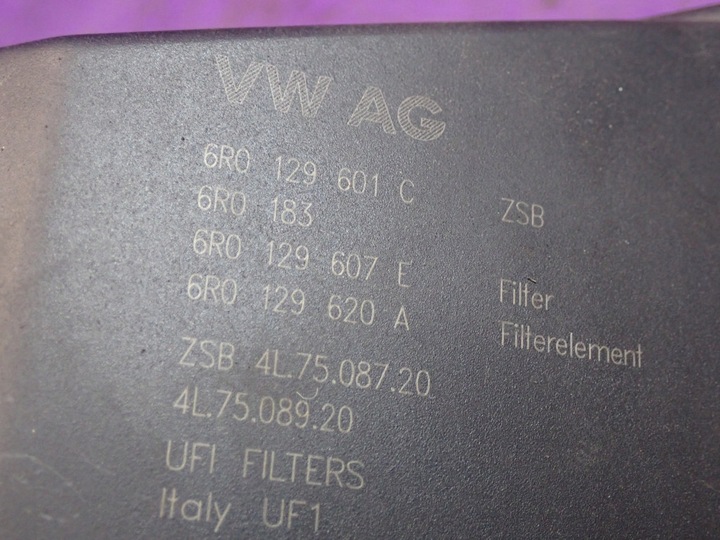 VW AG
6R0 129 601 C ZSB
6R0 183
6R0 129 607 E Filter
6R0 129 620 A Filterelement
ZSB 4L.75.087.20
4L.75.089.20
UFI FILTERS
Italy UF1